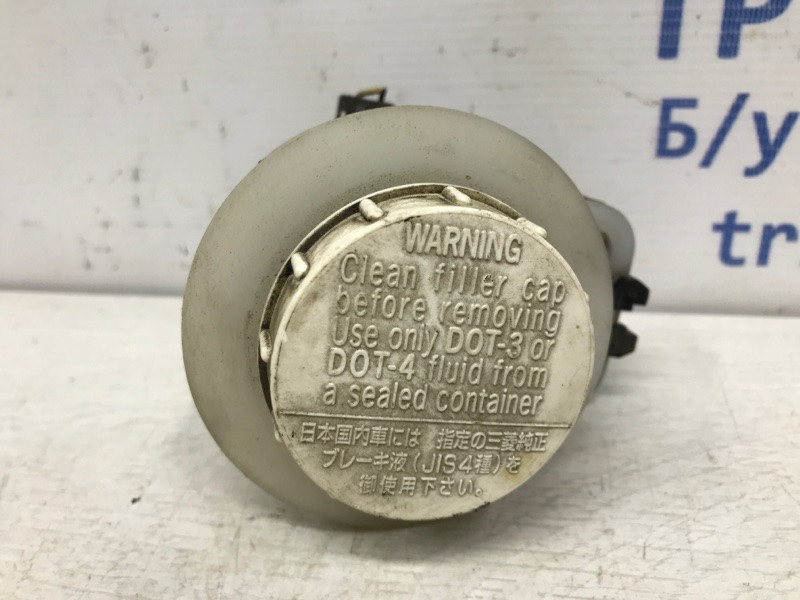 ТР
Б/у
tr
WARNING
Clean filler cap
before removing
Use only DOT-3 or
DOT-4 fluid from
a sealed container
日本国内車には 指定の三菱純正
ブレーキ液(JIS4種)を
御使用下さい。